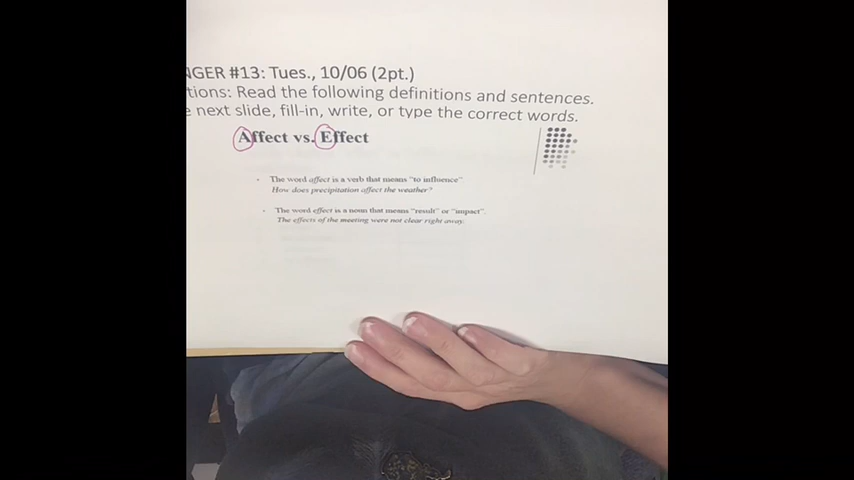 NGER #13: Tues., 10/06 (2pt.)
tions: Read the following definitions and sentences.
e next slide, fill-in, write, or type the correct words.
Affect vs. Effect
- The word affect is a verb that means "to influence".
How does precipitation affect the weather?
- The word effect is a noun that means "result" or "impact".
The effects of the meeting were not clear right away.